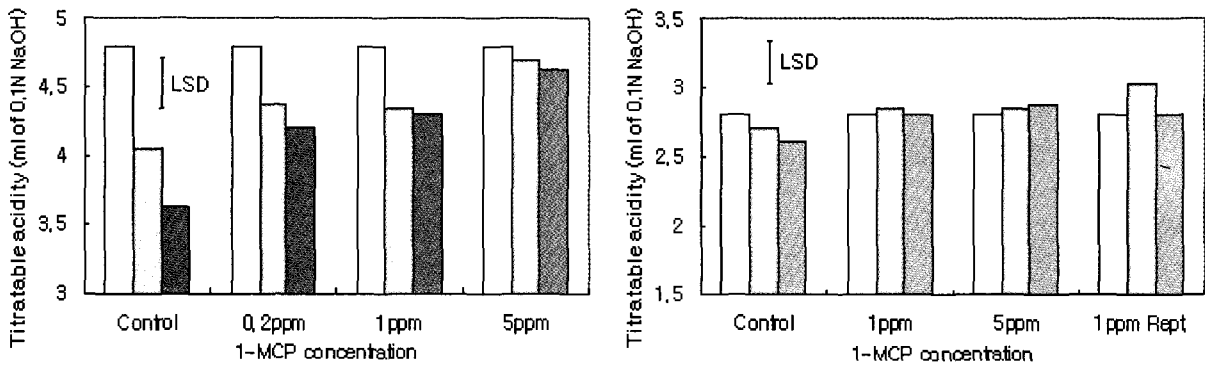 Titratable acidity (ml of 0,1N NaOH)
5
4,5
4
3,5
3
LSD
Control 0,2ppm 1ppm 5ppm
1-MCP concentration
Titratable acidity (ml of 0,1N NaOH)
3,5
3
2,5
2
1,5
LSD
Control 1ppm 5ppm 1ppm Rept
1-MCP concentration